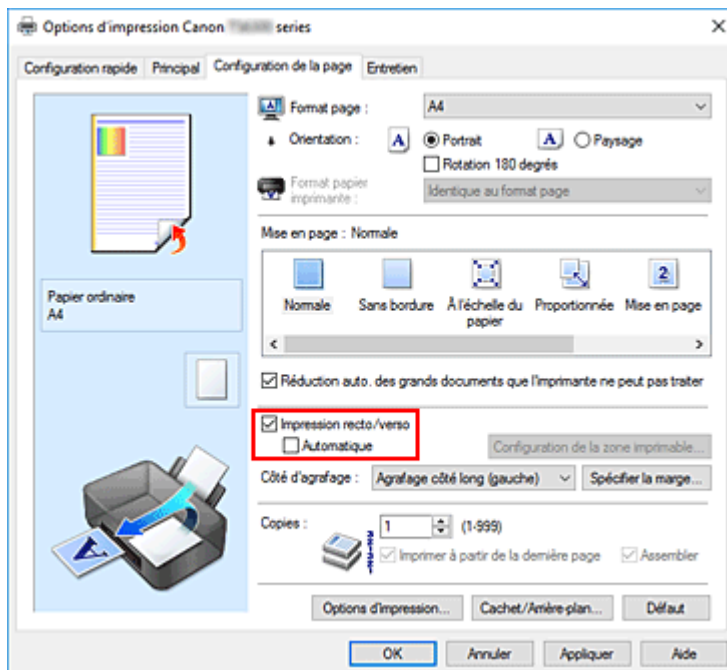 Options d'impression Canon series
Configuration rapide Principal Configuration de la page Entretien
Format page : A4
Orientation : A Portrait A Paysage
Rotation 180 degrés
Format papier imprimante : Identique au format page
Mise en page : Normale
Normale Sans bordure À l'échelle du papier Proportionnée Mise en page
2
Papier ordinaire
A4
Réduction auto. des grands documents que l'imprimante ne peut pas traiter
Impression recto/verso
Automatique Configuration de la zone imprimable...
Côté d'agrafage : Agrafage côté long (gauche) Spécifier la marge...
Copies : 1 (1-999)
Imprimer à partir de la dernière page Assembler
A
Options d'impression... Cachet/Arrière-plan... Défaut
OK Annuler Appliquer Aide